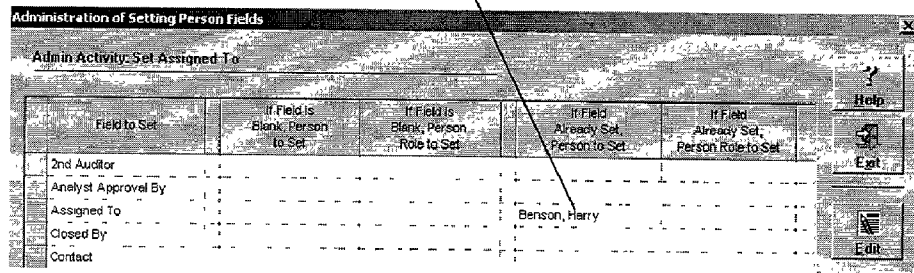 Administration of Setting Person Fields
Admin Activity: Set Assigned To
Field to Set
If Field is
Blank, Person
to Set
If Field is
Blank, Person
Role to Set
If Field
Already Set,
Person to Set
If Field
Already Set,
Person Role to Set
2nd Auditor
Analyst Approval By
Assigned To
Benson, Harry
Closed By
Contact
?
Help
Exit
Edit